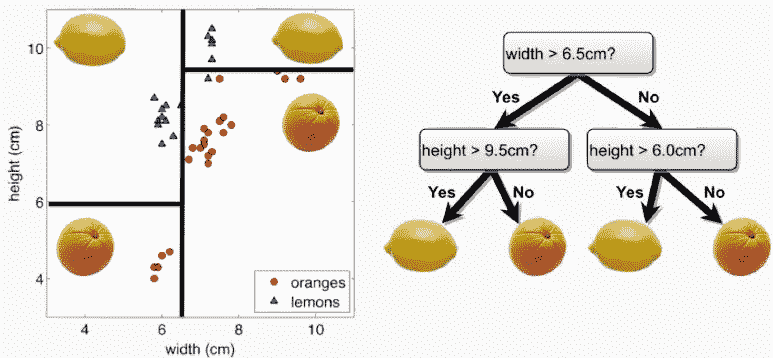 10
8
6
4
height (cm)
4
6
8
10
width (cm)
oranges
lemons
width > 6.5cm?
Yes
No
height > 9.5cm?
height > 6.0cm?
Yes
No
Yes
No